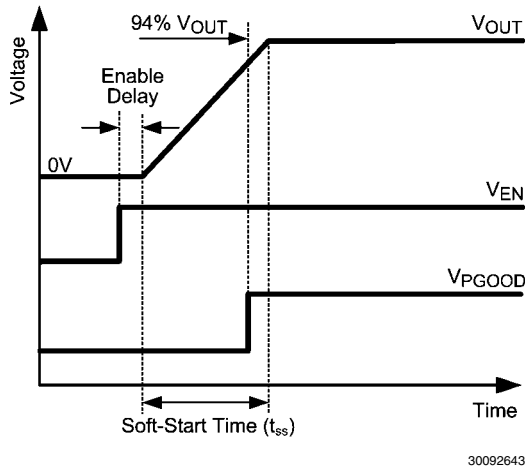 94% VOUT
VOUT
Voltage
Enable
Delay
0V
VEN
VPGOOD
Time
Soft-Start Time (tss)
30092643